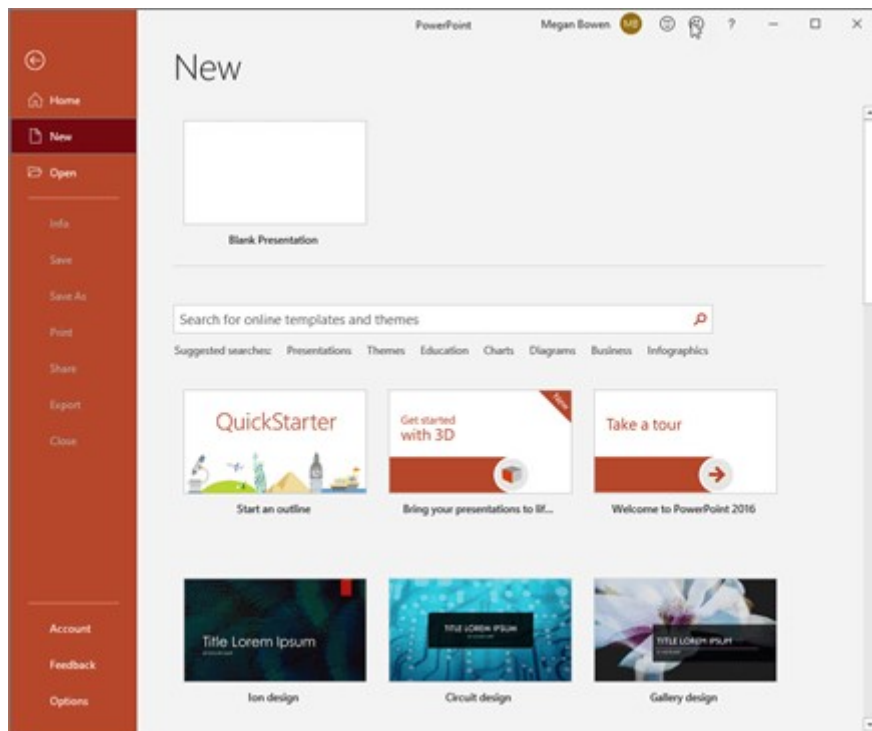 PowerPoint
Megan Bowen
MB
?
New
Home
New
Open
Info
Save
Save As
Print
Share
Export
Close
Account
Feedback
Options
Blank Presentation
Search for online templates and themes
Suggested searches: Presentations Themes Education Charts Diagrams Business Infographics
QuickStarter
Start an outline
Get started
with 3D
New
Bring your presentations to lif...
Take a tour
Welcome to PowerPoint 2016
Title Lorem Ipsum
Ion design
TITLE LOREM IPSUM
Circuit design
TITLE LOREM IPSUM
Gallery design